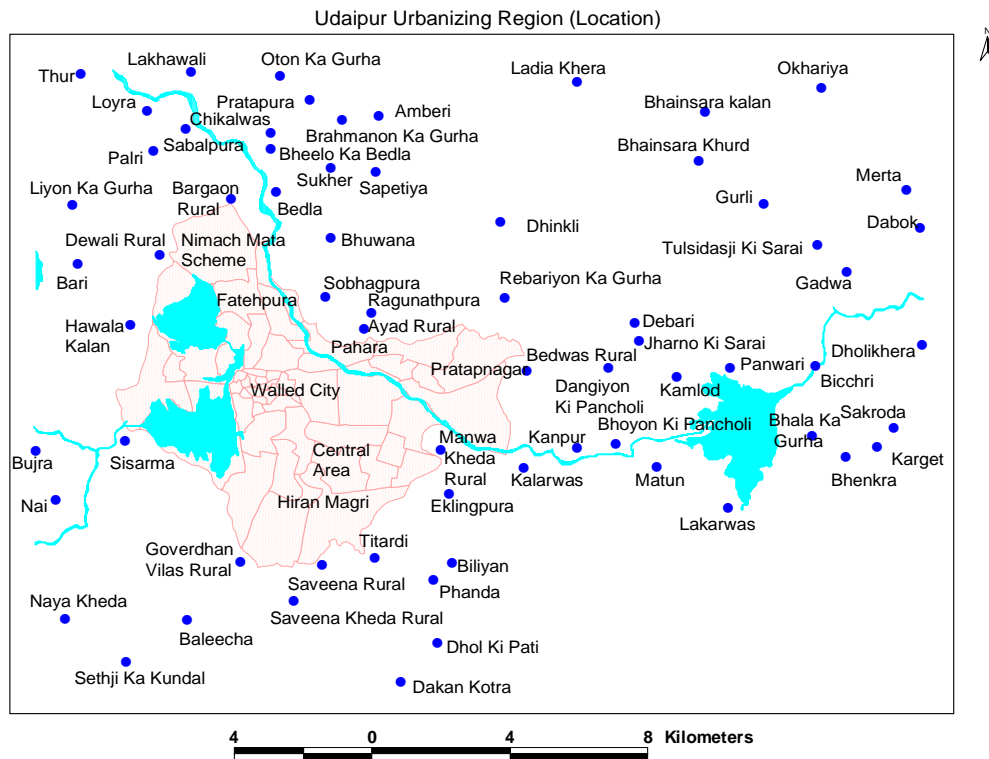 Udaipur Urbanizing Region (Location)
N
Thur
Lakhawali
Oton Ka Gurha
Ladia Khera
Okhariya
Loyra
Pratapura
Amberi
Bhainsara kalan
Chikalwas
Brahmanon Ka Gurha
Sabalpura
Palri
Bheelo Ka Bedla
Bhainsara Khurd
Sukher
Sapetiya
Merta
Liyon Ka Gurha
Bargaon
Rural
Bedla
Gurli
Dabok
Dhinkli
Dewali Rural
Nimach Mata
Scheme
Bhuwana
Tulsidasji Ki Sarai
Bari
Gadwa
Sobhagpura
Rebariyon Ka Gurha
Fatehpura
Ragunathpura
Hawala
Kalan
Ayad Rural
Debari
Pahara
Jharno Ki Sarai
Dholikhera
Bedwas Rural
Panwari
Pratapnagar
Dangiyon
Ki Pancholi
Kamlod
Bicchri
Walled City
Bhoyon Ki Pancholi
Bhala Ka
Gurha
Sakroda
Manwa
Kheda
Rural
Kanpur
Central
Area
Bujra
Sisarma
Kalarwas
Matun
Bhenkra
Karget
Nai
Hiran Magri
Eklingpura
Lakarwas
Goverdhan
Vilas Rural
Titardi
Biliyan
Saveena Rural
Phanda
Naya Kheda
Saveena Kheda Rural
Baleecha
Dhol Ki Pati
Sethji Ka Kundal
Dakan Kotra
4 0 4 8 Kilometers